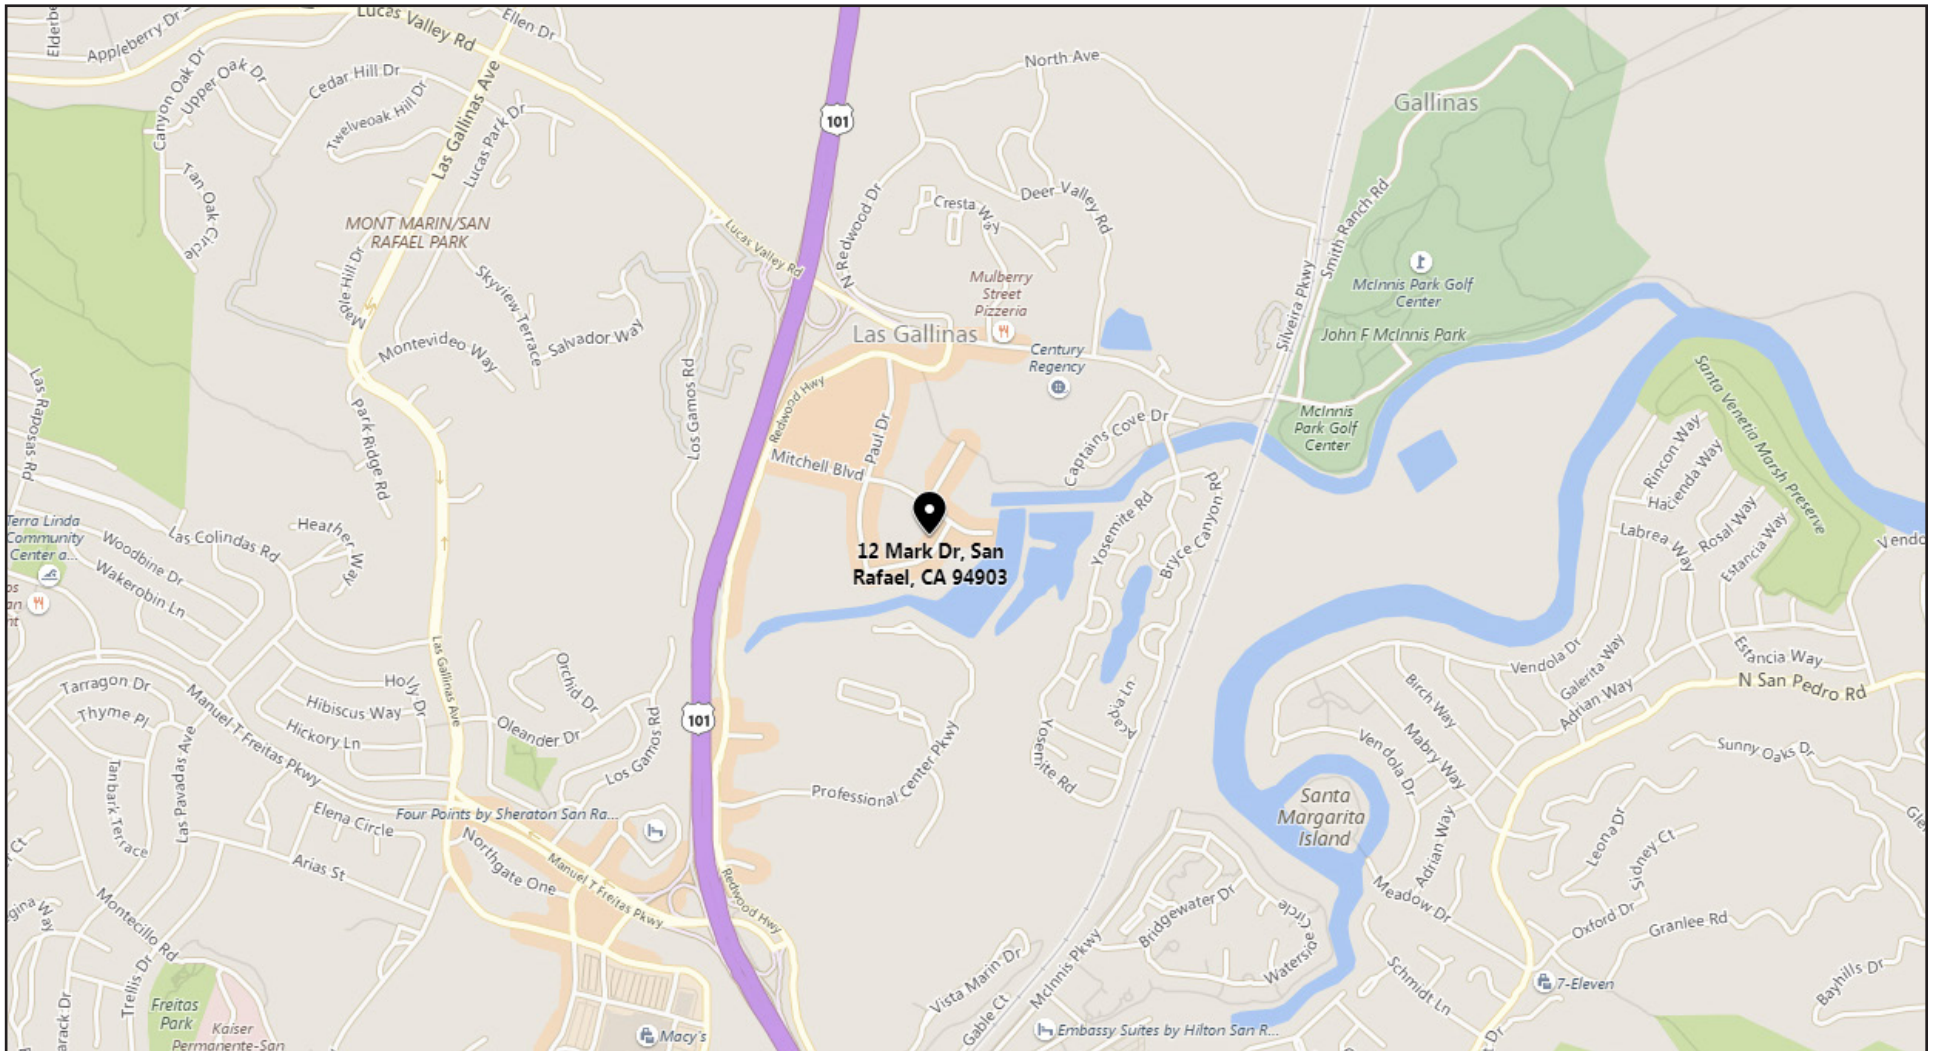 Elderbe
Appleberry Dr
Lucas Valley Rd
Ellen Dr
Canyon Oak Dr
Upper Oak Dr
Cedar Hill Dr
Twelveoak Hill Dr
Las Gallinas Ave
Lucas Park Dr
Tan Oak Circle
101
North Ave
Gallinas
MONT MARIN/SAN
RAFAEL PARK
Lucas Valley Rd
N Redwood Dr
Cresta Way
Deer Valley Rd
Smith Ranch Rd
Silveira Pkwy
Maple Hill Dr
Skyview Terrace
Salvador Way
Montevideo Way
Mulberry
Street
Pizzeria
McInnis Park Golf
Center
John F McInnis Park
Las Gallinas
Century
Regency
Las Raposas Rd
Park Ridge Rd
Los Gamos Rd
Redwood Hwy
Paul Dr
Mitchell Blvd
Captains Cove Dr
McInnis
Park Golf
Center
Santa Venetia Marsh Preserve
Rincon Way
Hacienda Way
Labrea Way
Rosal Way
Estancia Way
Vendo
Terra Linda
Community
Center a...
os
an
nt
Las Colindas Rd
Heather Way
Woodbine Dr
Wakerobin Ln
12 Mark Dr, San
Rafael, CA 94903
Yosemite Rd
Bryce Canyon Rd
Tarragon Dr
Thyme Pl
Manuel T Freitas Pkwy
Holly Dr
Hibiscus Way
Hickory Ln
Las Gallinas Ave
Orchid Dr
Oleander Dr
Los Gamos Rd
101
Professional Center Pkwy
Yosemite Rd
Acadia Ln
Vendola Dr
Galerita Way
Adrian Way
Estancia Way
N San Pedro Rd
Birch Way
Mabry Way
Vendola Dr
Sunny Oaks Dr
Tanbark Terrace
Las Pavadas Ave
Elena Circle
Arias St
Four Points by Sheraton San Ra...
Northgate One
Manuel T Freitas Pkwy
Redwood Hwy
Santa
Margarita
Island
Adrian Way
Meadow Dr
Leona Dr
Sidney Ct
Gle
r Ct
egina Way
Montecillo Rd
Trellis Dr
arack Dr
Freitas
Park
Kaiser
Permanente-San
Macy's
Vista Marin Dr
Gable Ct
McInnis Pkwy
Bridgewater Dr
Waterside Circle
Embassy Suites by Hilton San R...
Schmidt Ln
Oxford Dr
Granlee Rd
7-Eleven
Bayhills Dr
t Dr